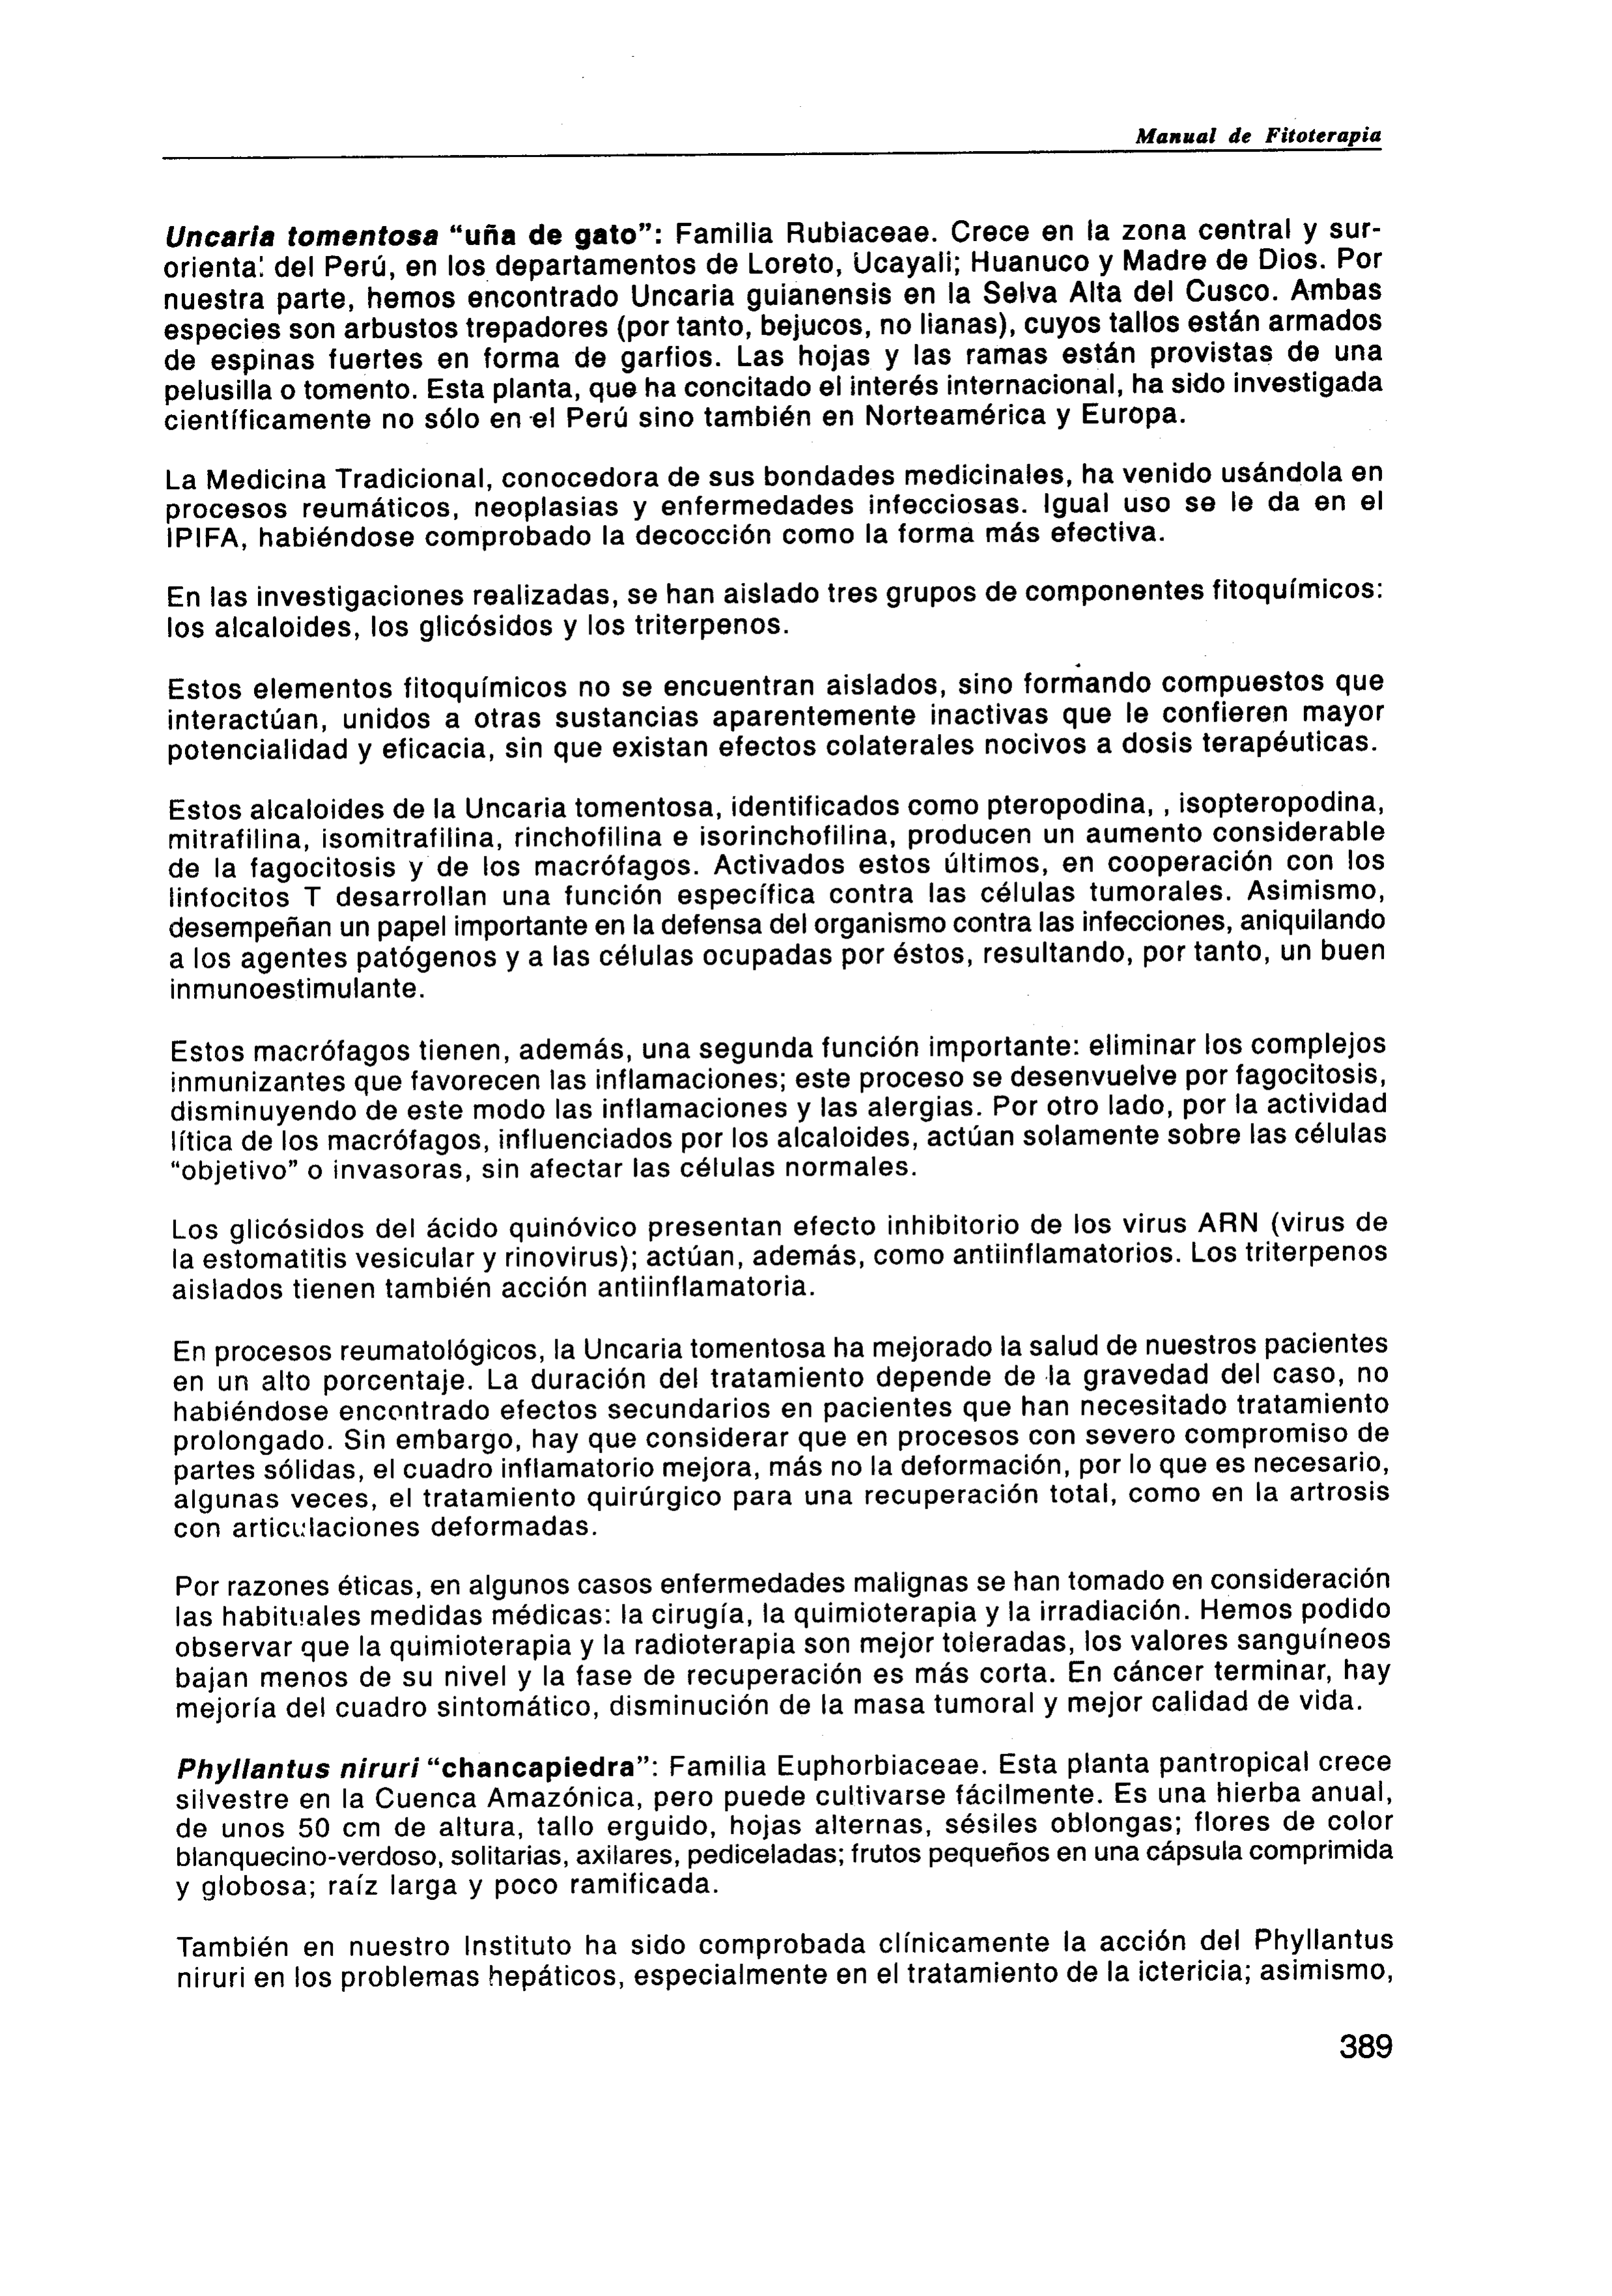 Manual de Fitoterapia
Uncaria tomentosa “uña de gato”: Familia Rubiaceae. Crece en la zona central y sur-
oriental del Perú, en los departamentos de Loreto, Ucayali; Huanuco y Madre de Dios. Por
nuestra parte, hemos encontrado Uncaria guianensis en la Selva Alta del Cusco. Ambas
especies son arbustos trepadores (por tanto, bejucos, no lianas), cuyos tallos están armados
de espinas fuertes en forma de garfios. Las hojas y las ramas están provistas de una
pelusilla o tomento. Esta planta, que ha concitado el interés internacional, ha sido investigada
científicamente no sólo en el Perú sino también en Norteamérica y Europa.
La Medicina Tradicional, conocedora de sus bondades medicinales, ha venido usándola en
procesos reumáticos, neoplasias y enfermedades infecciosas. Igual uso se le da en el
IPIFA, habiéndose comprobado la decocción como la forma más efectiva.
En las investigaciones realizadas, se han aislado tres grupos de componentes fitoquímicos:
los alcaloides, los glicósidos y los triterpenos.
Estos elementos fitoquímicos no se encuentran aislados, sino formando compuestos que
interactúan, unidos a otras sustancias aparentemente inactivas que le confieren mayor
potencialidad y eficacia, sin que existan efectos colaterales nocivos a dosis terapéuticas.
Estos alcaloides de la Uncaria tomentosa, identificados como pteropodina, , isopteropodina,
mitrafilina, isomitrafilina, rinchofilina e isorinchofilina, producen un aumento considerable
de la fagocitosis y de los macrófagos. Activados estos últimos, en cooperación con los
linfocitos T desarrollan una función específica contra las células tumorales. Asimismo,
desempeñan un papel importante en la defensa del organismo contra las infecciones, aniquilando
a los agentes patógenos y a las células ocupadas por éstos, resultando, por tanto, un buen
inmunoestimulante.
Estos macrófagos tienen, además, una segunda función importante: eliminar los complejos
inmunizantes que favorecen las inflamaciones; este proceso se desenvuelve por fagocitosis,
disminuyendo de este modo las inflamaciones y las alergias. Por otro lado, por la actividad
lítica de los macrófagos, influenciados por los alcaloides, actúan solamente sobre las células
“objetivo” o invasoras, sin afectar las células normales.
Los glicósidos del ácido quinóvico presentan efecto inhibitorio de los virus ARN (virus de
la estomatitis vesicular y rinovirus); actúan, además, como antiinflamatorios. Los triterpenos
aislados tienen también acción antiinflamatoria.
En procesos reumatológicos, la Uncaria tomentosa ha mejorado la salud de nuestros pacientes
en un alto porcentaje. La duración del tratamiento depende de la gravedad del caso, no
habiéndose encontrado efectos secundarios en pacientes que han necesitado tratamiento
prolongado. Sin embargo, hay que considerar que en procesos con severo compromiso de
partes sólidas, el cuadro inflamatorio mejora, más no la deformación, por lo que es necesario,
algunas veces, el tratamiento quirúrgico para una recuperación total, como en la artrosis
con articulaciones deformadas.
Por razones éticas, en algunos casos enfermedades malignas se han tomado en consideración
las habituales medidas médicas: la cirugía, la quimioterapia y la irradiación. Hemos podido
observar que la quimioterapia y la radioterapia son mejor toleradas, los valores sanguíneos
bajan menos de su nivel y la fase de recuperación es más corta. En cáncer terminar, hay
mejoría del cuadro sintomático, disminución de la masa tumoral y mejor calidad de vida.
Phyllantus niruri “chancapiedra”: Familia Euphorbiaceae. Esta planta pantropical crece
silvestre en la Cuenca Amazónica, pero puede cultivarse fácilmente. Es una hierba anual,
de unos 50 cm de altura, tallo erguido, hojas alternas, sésiles oblongas; flores de color
blanquecino-verdoso, solitarias, axilares, pediceladas; frutos pequeños en una cápsula comprimida
y globosa; raíz larga y poco ramificada.
También en nuestro Instituto ha sido comprobada clínicamente la acción del Phyllantus
niruri en los problemas hepáticos, especialmente en el tratamiento de la ictericia; asimismo,
389